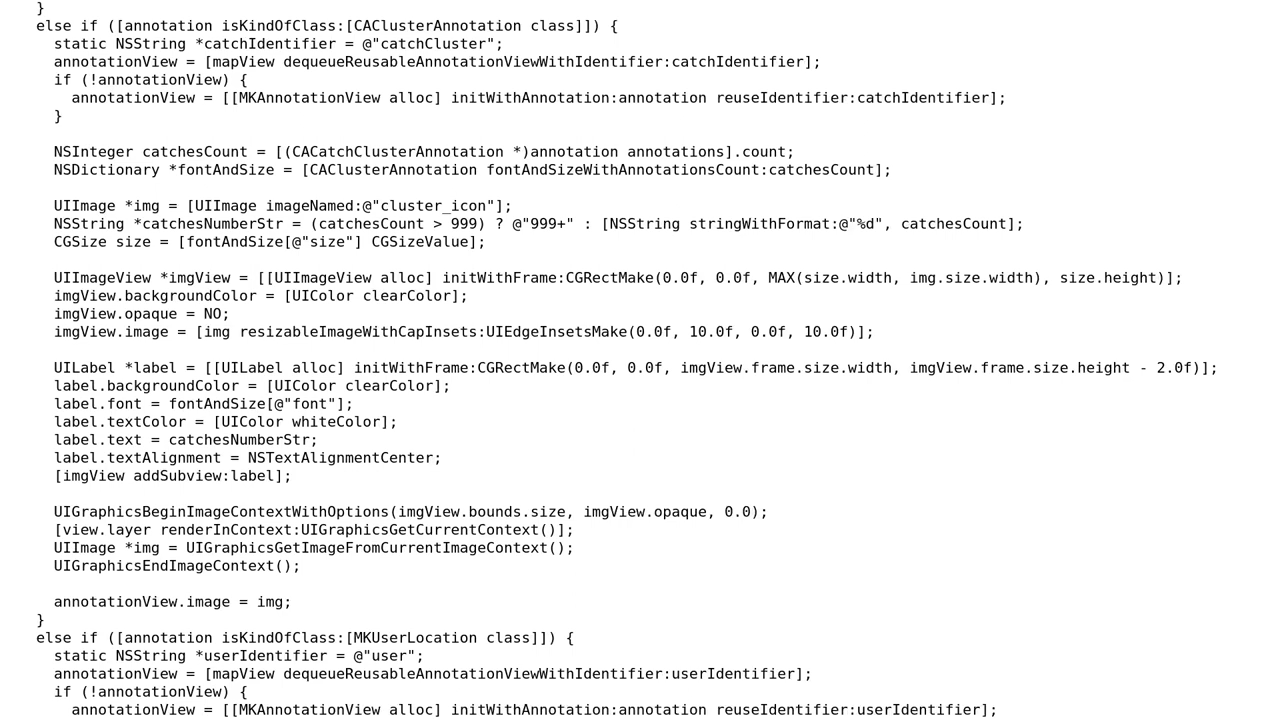 }
else if ([annotation isKindOfClass:[CAClusterAnnotation class]]) {
static NSString *catchIdentifier = @"catchCluster";
annotationView = [mapView dequeueReusableAnnotationViewWithIdentifier:catchIdentifier];
if (!annotationView) {
annotationView = [[MKAnnotationView alloc] initWithAnnotation:annotation reuseIdentifier:catchIdentifier];
}
NSInteger catchesCount = [(CACatchClusterAnnotation *)annotation annotations].count;
NSDictionary *fontAndSize = [CAClusterAnnotation fontAndSizeWithAnnotationsCount:catchesCount];
UIImage *img = [UIImage imageNamed:@"cluster_icon"];
NSString *catchesNumberStr = (catchesCount > 999) ? @"999+" : [NSString stringWithFormat:@"%d", catchesCount];
CGSize size = [fontAndSize[@"size"] CGSizeValue];
UIImageView *imgView = [[UIImageView alloc] initWithFrame:CGRectMake(0.0f, 0.0f, MAX(size.width, img.size.width), size.height)];
imgView.backgroundColor = [UIColor clearColor];
imgView.opaque = NO;
imgView.image = [img resizableImageWithCapInsets:UIEdgeInsetsMake(0.0f, 10.0f, 0.0f, 10.0f)];
UILabel *label = [[UILabel alloc] initWithFrame:CGRectMake(0.0f, 0.0f, imgView.frame.size.width, imgView.frame.size.height - 2.0f)];
label.backgroundColor = [UIColor clearColor];
label.font = fontAndSize[@"font"];
label.textColor = [UIColor whiteColor];
label.text = catchesNumberStr;
label.textAlignment = NSTextAlignmentCenter;
[imgView addSubview:label];
UIGraphicsBeginImageContextWithOptions(imgView.bounds.size, imgView.opaque, 0.0);
[view.layer renderInContext:UIGraphicsGetCurrentContext()];
UIImage *img = UIGraphicsGetImageFromCurrentImageContext();
UIGraphicsEndImageContext();
annotationView.image = img;
}
else if ([annotation isKindOfClass:[MKUserLocation class]]) {
static NSString *userIdentifier = @"user";
annotationView = [mapView dequeueReusableAnnotationViewWithIdentifier:userIdentifier];
if (!annotationView) {
annotationView = [[MKAnnotationView alloc] initWithAnnotation:annotation reuseIdentifier:userIdentifier];